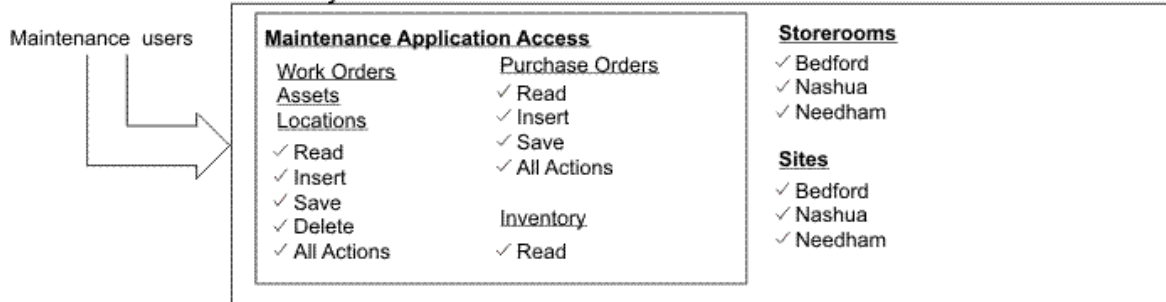 Maintenance users
Maintenance Application Access
Work Orders
Assets
Locations
✓ Read
✓ Insert
✓ Save
✓ Delete
✓ All Actions
Purchase Orders
✓ Read
✓ Insert
✓ Save
✓ All Actions
Inventory
✓ Read
Storerooms
✓ Bedford
✓ Nashua
✓ Needham
Sites
✓ Bedford
✓ Nashua
✓ Needham